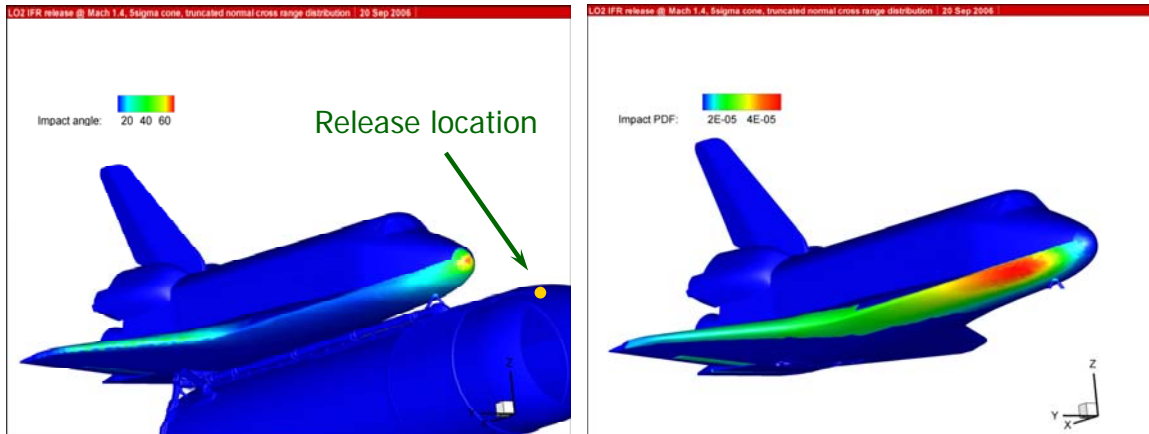 LO2 IFR release @ Mach 1.4, 5sigma cone, truncated normal cross range distribution | 20 Sep 2006
Impact angle: 20 40 60
Release location
Z
LO2 IFR release @ Mach 1.4, 5sigma cone, truncated normal cross range distribution | 20 Sep 2006
Impact PDF: 2E-05 4E-05
Z
Y
X